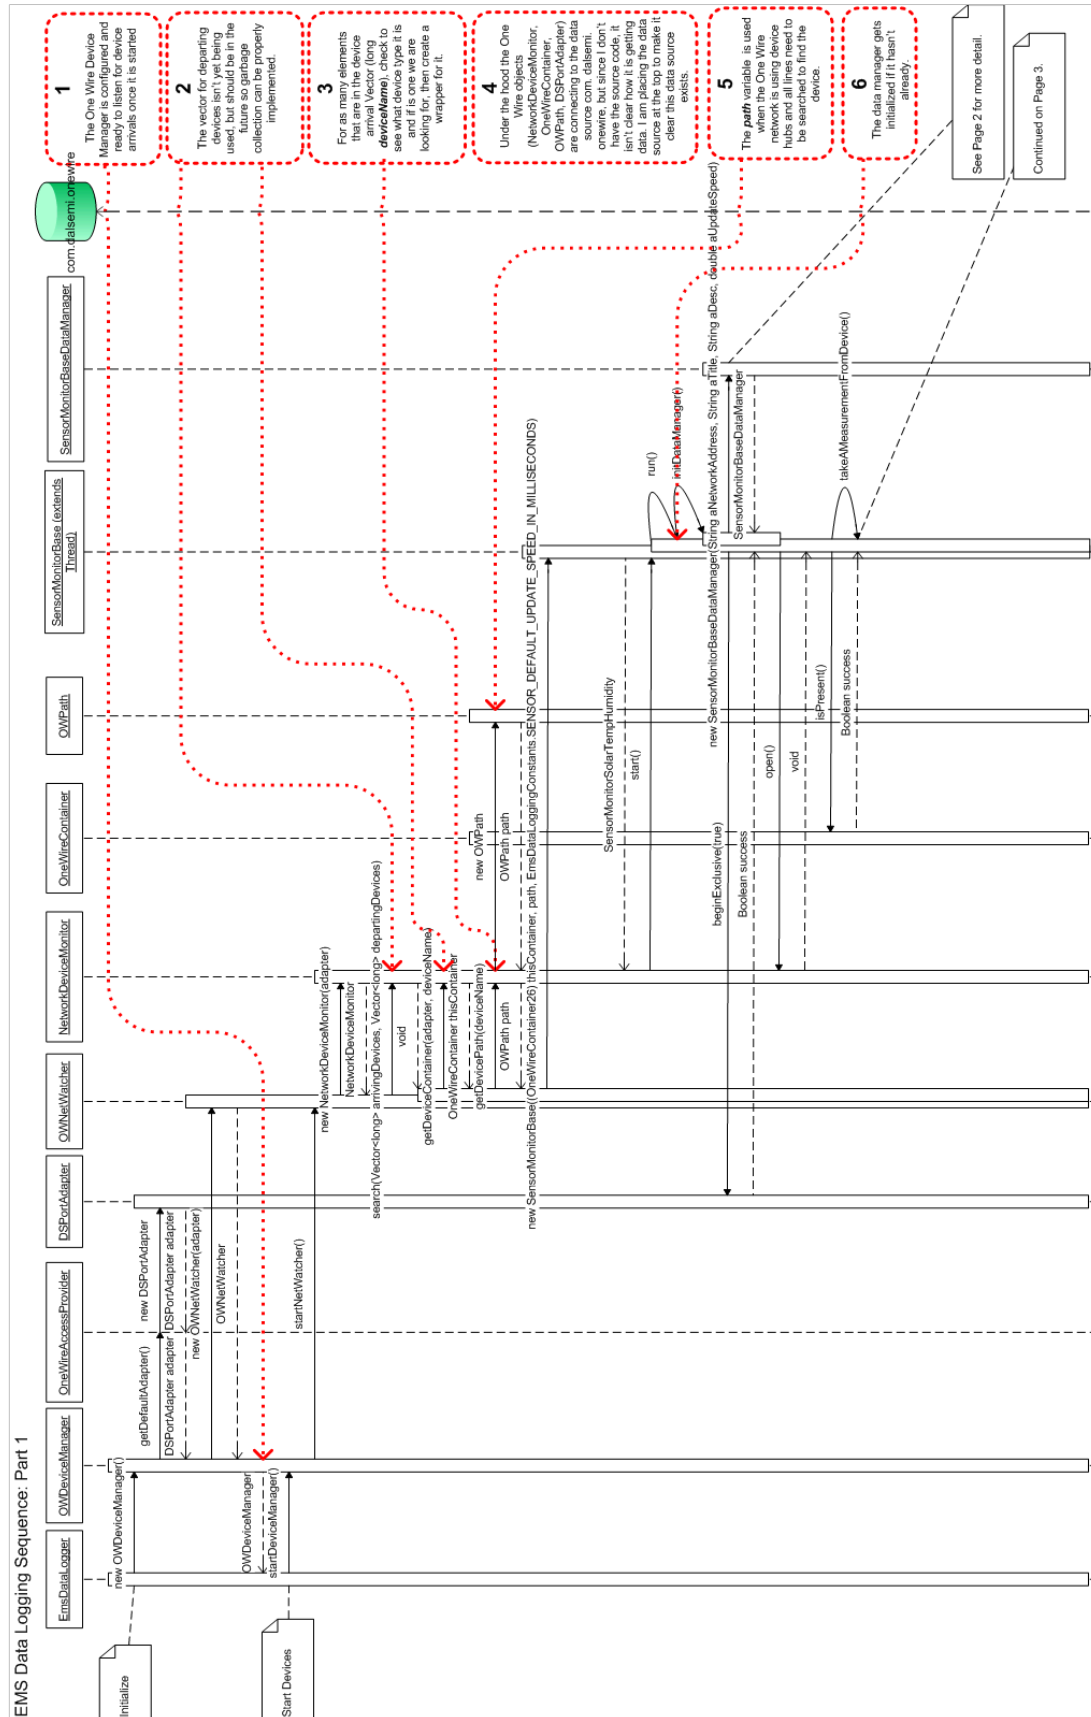 EMS Data Logging Sequence: Part 1
Initialize
Start Devices
EmsDataLogger
OWDeviceManager
OneWireAccessProvider
DSPortAdapter
OWNetWatcher
NetworkDeviceMonitor
OneWireContainer
OWPath
SensorMonitorBase (extends
Thread)
SensorMonitorBaseDataManager
com.dalsemi.onewire
new OWDeviceManager()
getDefaultAdapter()
new DSPortAdapter
DSPortAdapter adapter
DSPortAdapter adapter
new OWNetWatcher(adapter)
OWNetWatcher
OWDeviceManager
startDeviceManager()
startNetWatcher()
new NetworkDeviceMonitor(adapter)
NetworkDeviceMonitor
search(Vector<long> arrivingDevices, Vector<long> departingDevices)
void
getDeviceContainer(adapter, deviceName)
OneWireContainer thisContainer
getDevicePath(deviceName)
new OWPath
OWPath path
OWPath path
new SensorMonitorBase((OneWireContainer26) thisContainer, path, EmsDataLoggingConstants.SENSOR_DEFAULT_UPDATE_SPEED_IN_MILLISECONDS)
SensorMonitorSolarTempHumidity
start()
run()
initDataManager()
new SensorMonitorBaseDataManager(String aNetworkAddress, String aTitle, String aDesc, double aUpdateSpeed)
SensorMonitorBaseDataManager
beginExclusive(true)
Boolean success
open()
void
isPresent()
Boolean success
takeAMeasurementFromDevice()
1
The One Wire Device
Manager is configured and
ready to listen for device
arrivals once it is started
2
The vector for departing
devices isn't yet being
used, but should be in the
future so garbage
collection can be properly
implemented.
3
For as many elements
that are in the device
arrival Vector (long
deviceName), check to
see what device type it is
and if is one we are
looking for, then create a
wrapper for it.
4
Under the hood the One
Wire objects
(NetworkDeviceMonitor,
OneWireContainer,
OWPath, DSPortAdapter)
are connecting to the data
source com. dalsemi.
onewire, but since I don't
have the source code, it
isn't clear how it is getting
data. I am placing the data
source at the top to make it
clear this data source
exists.
5
The path variable is used
when the One Wire
network is using device
hubs and all lines need to
be searched to find the
device.
6
The data manager gets
initialized if it hasn't
already.
See Page 2 for more detail.
Continued on Page 3.